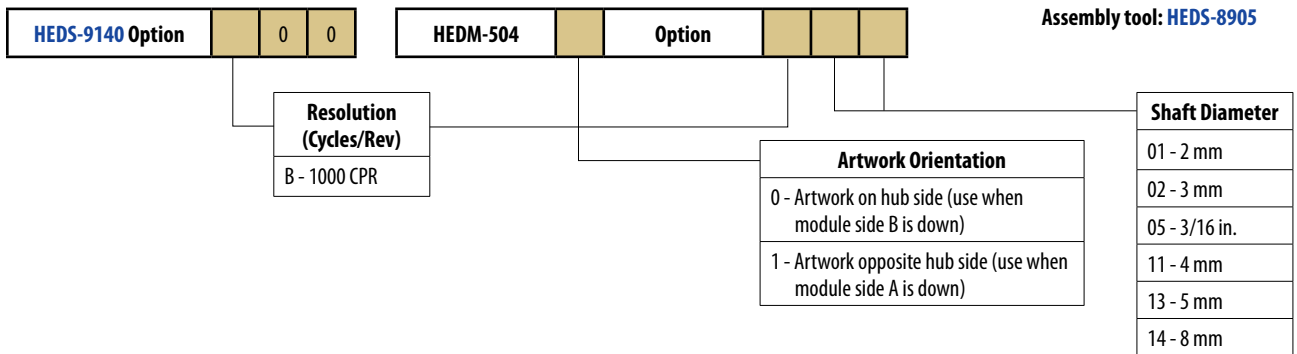 HEDS-9140 Option 0 0
HEDM-504 Option
Assembly tool: HEDS-8905
Resolution
(Cycles/Rev)
B - 1000 CPR
Artwork Orientation
0 - Artwork on hub side (use when
module side B is down)
1 - Artwork opposite hub side (use when
module side A is down)
Shaft Diameter
01 - 2 mm
02 - 3 mm
05 - 3/16 in.
11 - 4 mm
13 - 5 mm
14 - 8 mm